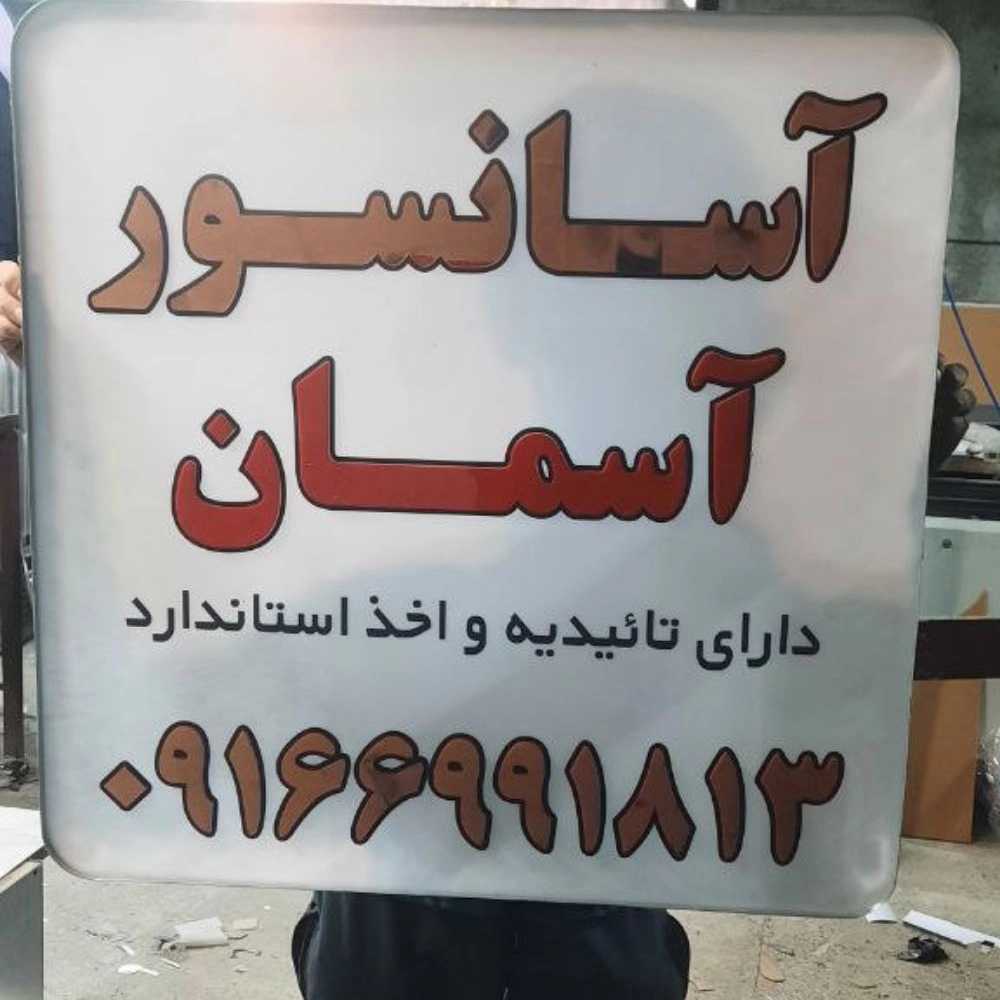 آسانسور
آسمان
دارای تائیدیه و اخذ استاندارد
۰۹۱۶۶۹۹۱۸۱۳